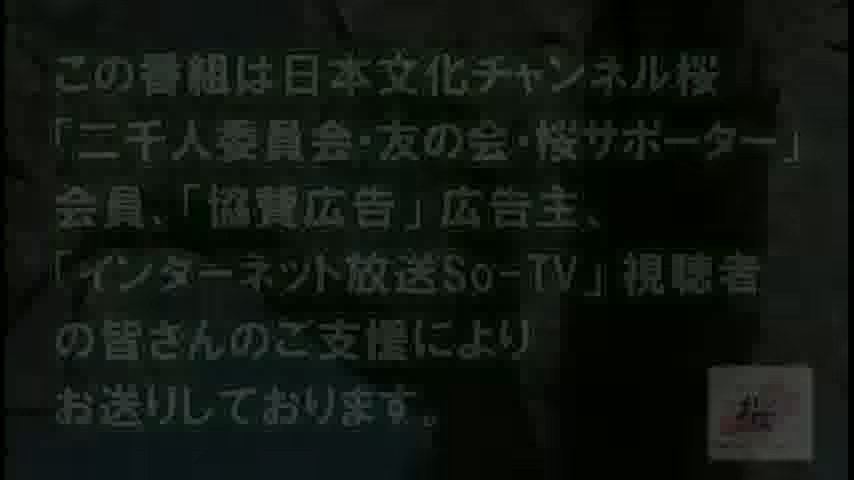 この番組は日本文化チャンネル桜
「二千人委員会・友の会・桜サポーター」
会員、「協賛広告」広告主、
「インターネット放送So-TV」視聴者
の皆さんのご支援により
お送りしております。
桜